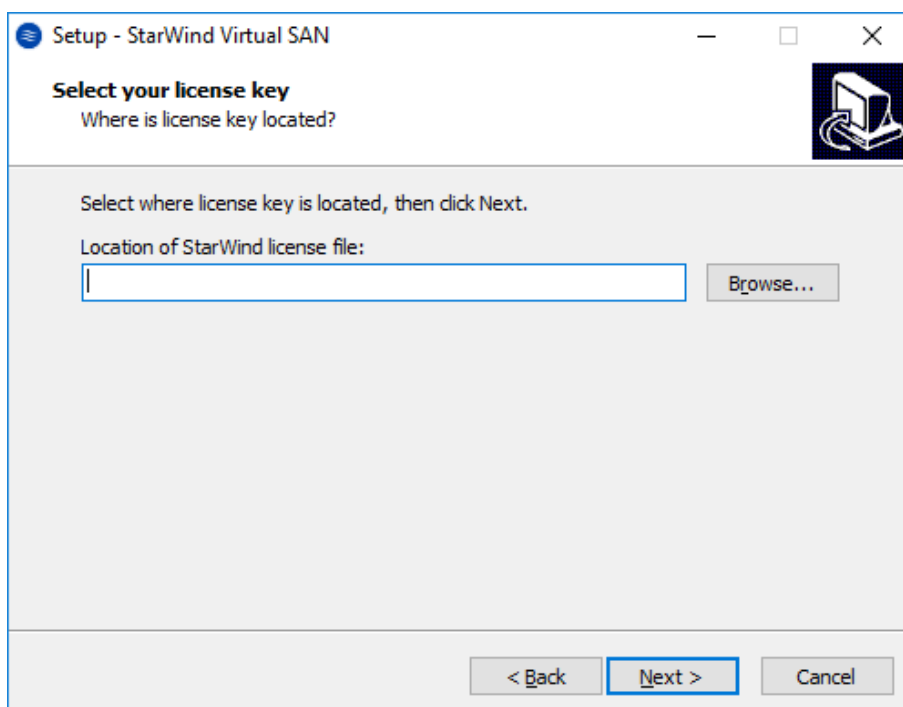 Setup - StarWind Virtual SAN
Select your license key
Where is license key located?
Select where license key is located, then click Next.
Location of StarWind license file:
Browse...
< Back
Next >
Cancel